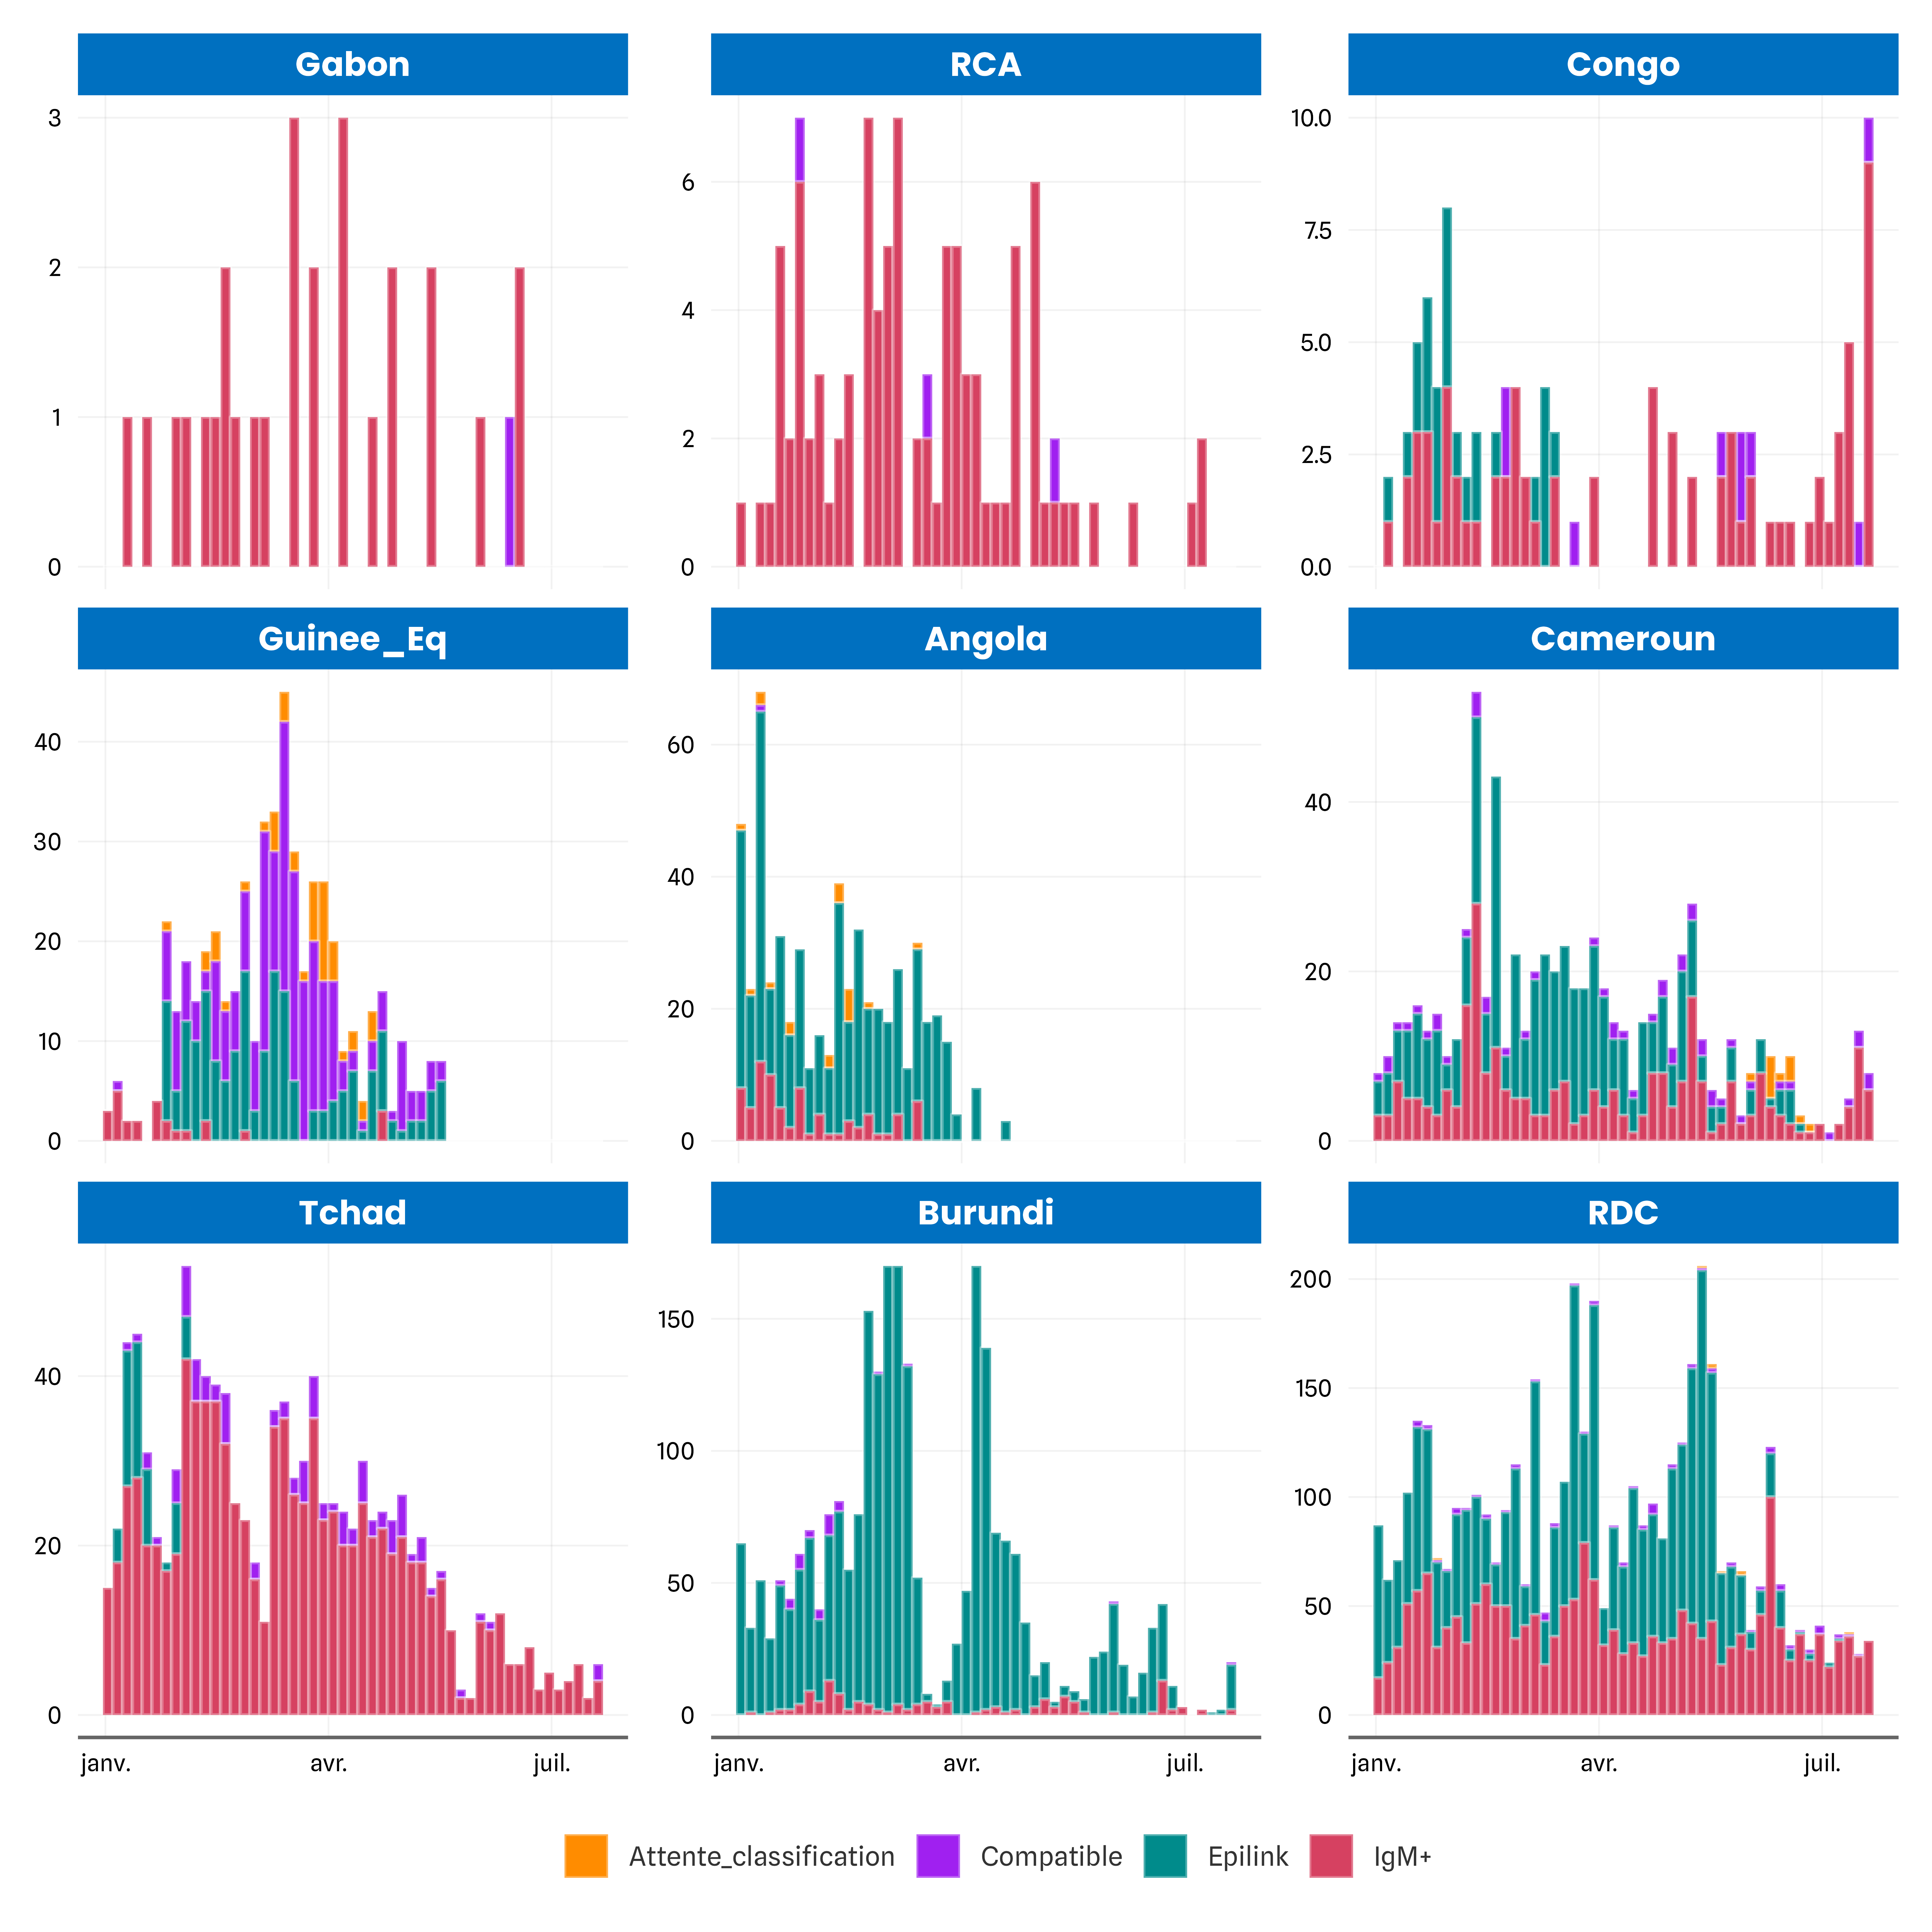 Gabon
RCA
Congo
3
2
1
0
6
4
2
0
10.0
7.5
5.0
2.5
0.0
Guinee_Eq
Angola
Cameroun
40
30
20
10
0
60
40
20
0
40
20
0
Tchad
Burundi
RDC
40
20
0
150
100
50
0
200
150
100
50
0
janv. avr. juil.
janv. avr. juil.
janv. avr. juil.
Attente_classification Compatible Epilink IgM+